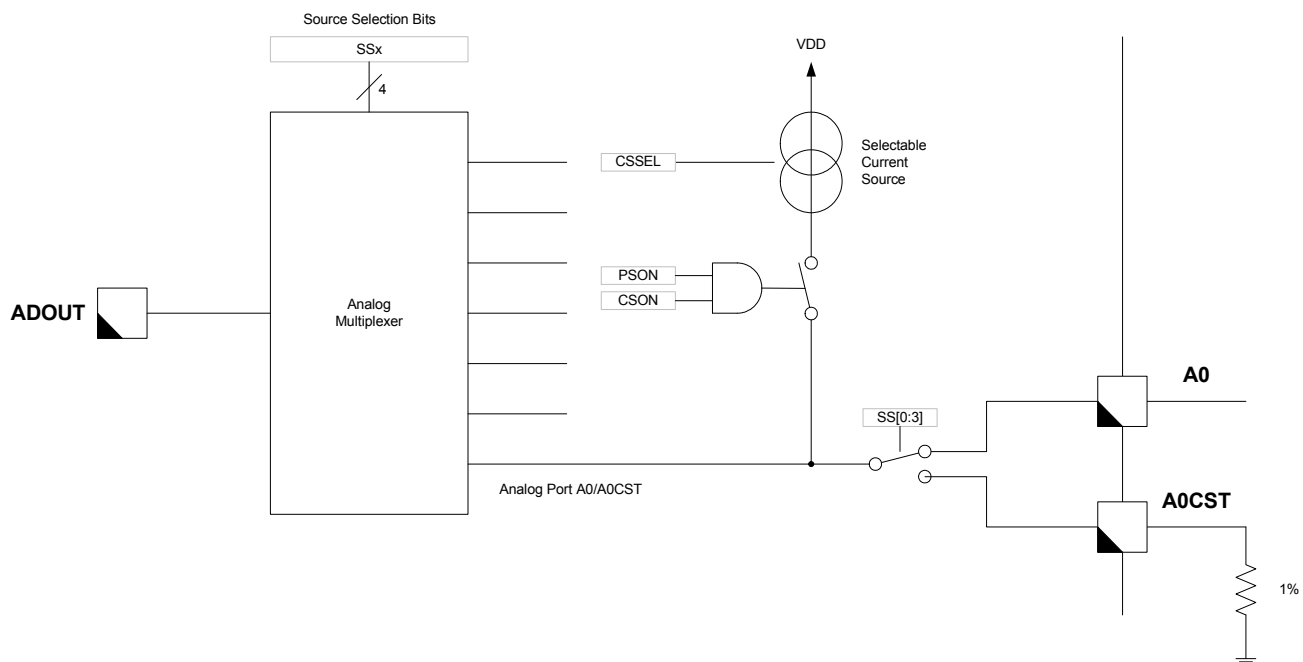 Source Selection Bits
SSx
4
VDD
CSSEL
Selectable
Current
Source
PSON
CSON
ADOUT
Analog
Multiplexer
A0
SS[0:3]
Analog Port A0/A0CST
A0CST
1%